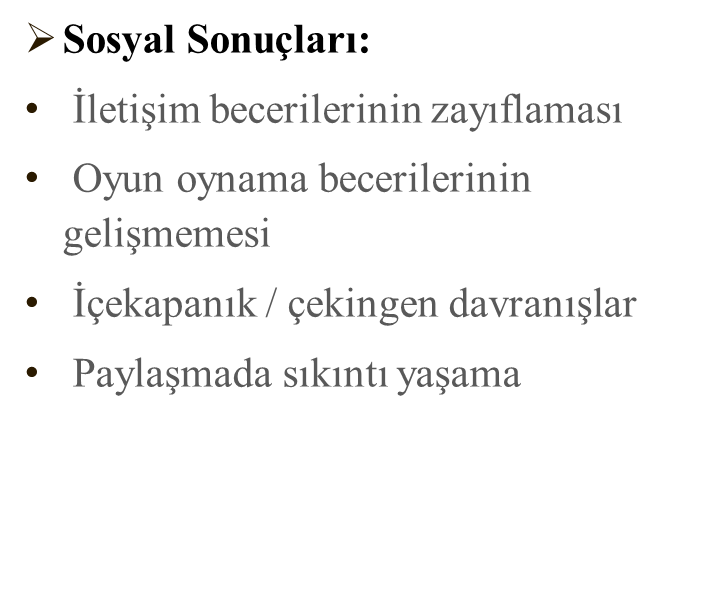 ➢ Sosyal Sonuçları:
• İletişim becerilerinin zayıflaması
• Oyun oynama becerilerinin
gelişmemesi
• İçekapanık / çekingen davranışlar
• Paylaşmada sıkıntı yaşama